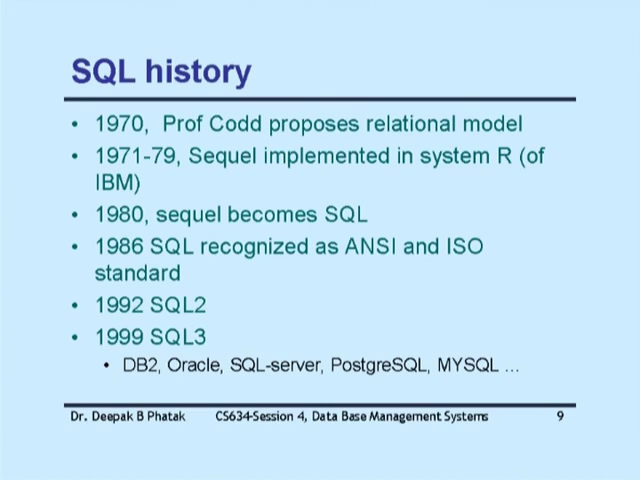 SQL history
• 1970, Prof Codd proposes relational model
• 1971-79, Sequel implemented in system R (of
IBM)
• 1980, sequel becomes SQL
• 1986 SQL recognized as ANSI and ISO
standard
• 1992 SQL2
• 1999 SQL3
• DB2, Oracle, SQL-server, PostgreSQL, MYSQL ...
Dr. Deepak B Phatak CS634-Session 4, Data Base Management Systems 9